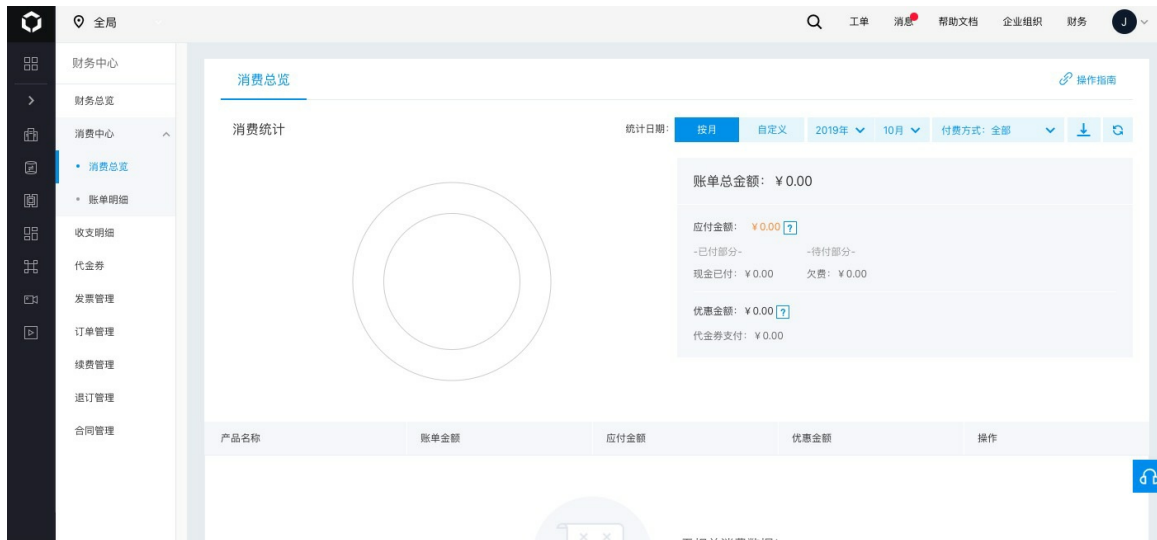 全局
工单 消息 帮助文档 企业组织 财务 J
财务中心
财务总览
消费中心
消费总览
账单明细
收支明细
代金券
发票管理
订单管理
续费管理
退订管理
合同管理
消费总览
操作指南
消费统计
统计日期: 按月 自定义 2019年 10月 付费方式: 全部
账单总金额: ¥0.00
应付金额: ¥0.00 ?
-已付部分- -待付部分-
现金已付: ¥0.00 欠费: ¥0.00
优惠金额: ¥0.00 ?
代金券支付: ¥0.00
产品名称 账单金额 应付金额 优惠金额 操作